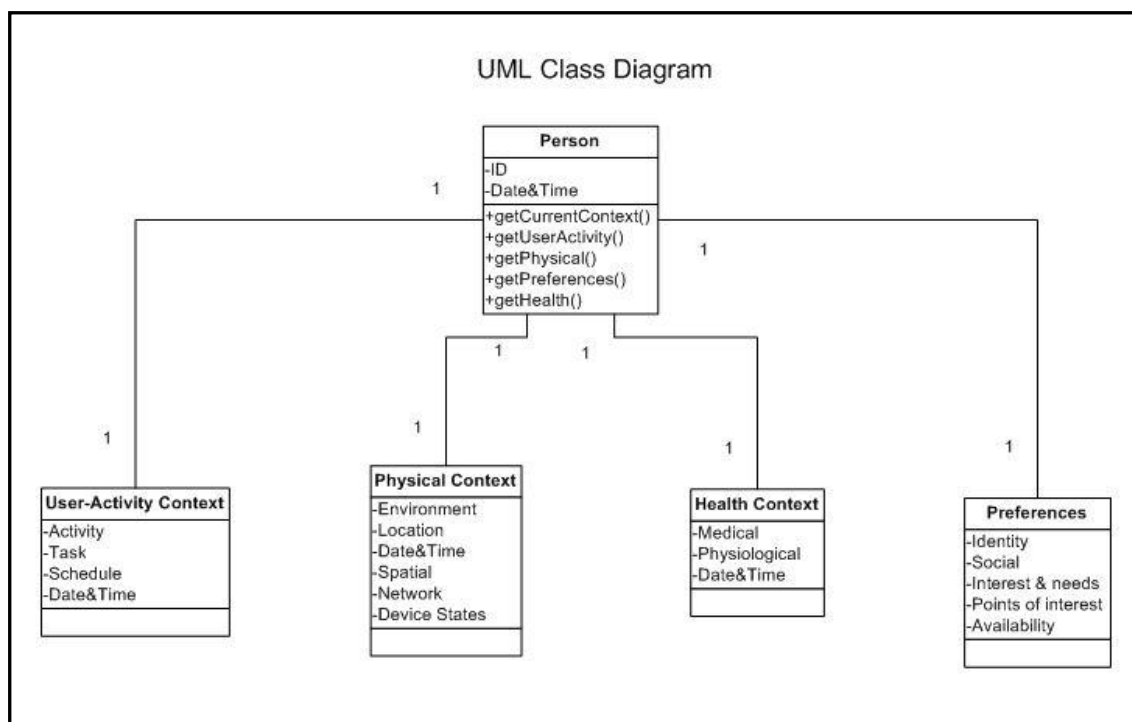 UML Class Diagram
Person
-ID
-Date&Time
+getCurrentContext()
+getUserActivity()
+getPhysical()
+getPreferences()
+getHealth()
1
1
1
1
1
1
1
1
User-Activity Context
-Activity
-Task
-Schedule
-Date&Time
Physical Context
-Environment
-Location
-Date&Time
-Spatial
-Network
-Device States
Health Context
-Medical
-Physiological
-Date&Time
Preferences
-Identity
-Social
-Interest & needs
-Points of interest
-Availability